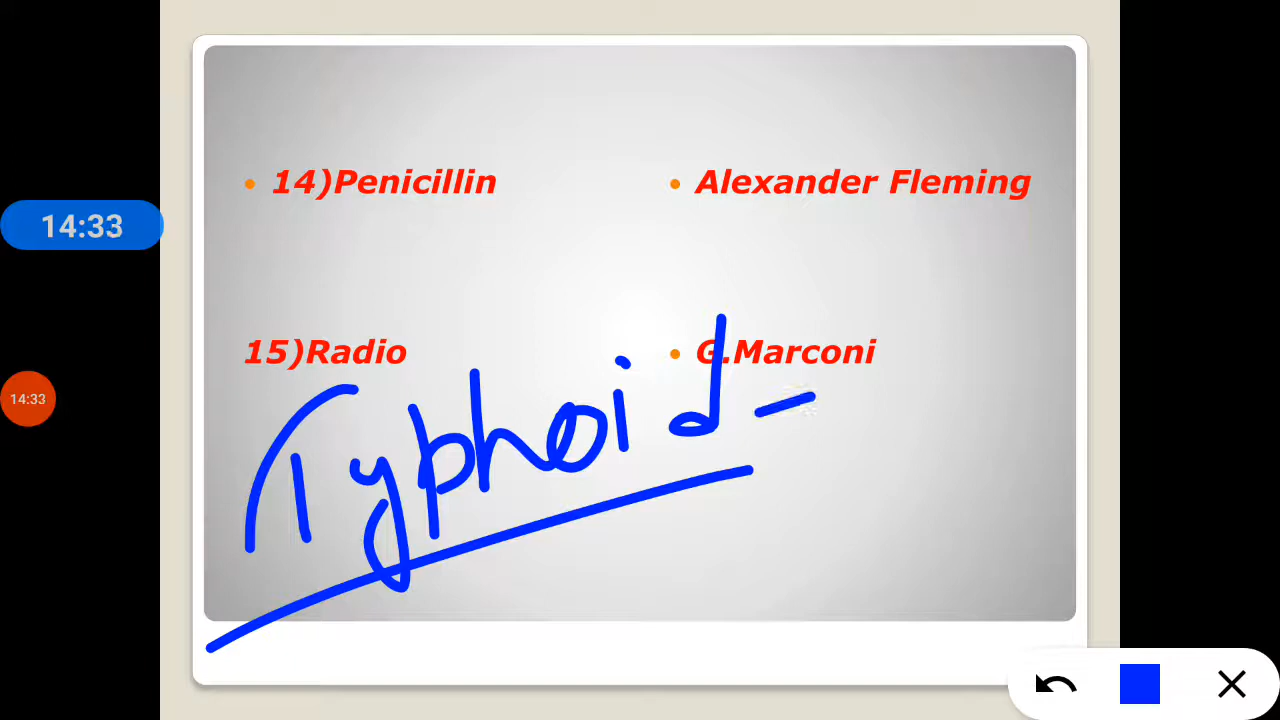 14)Penicillin
Alexander Fleming
14:33
15)Radio
G.Marconi
14:33
Typhoid -